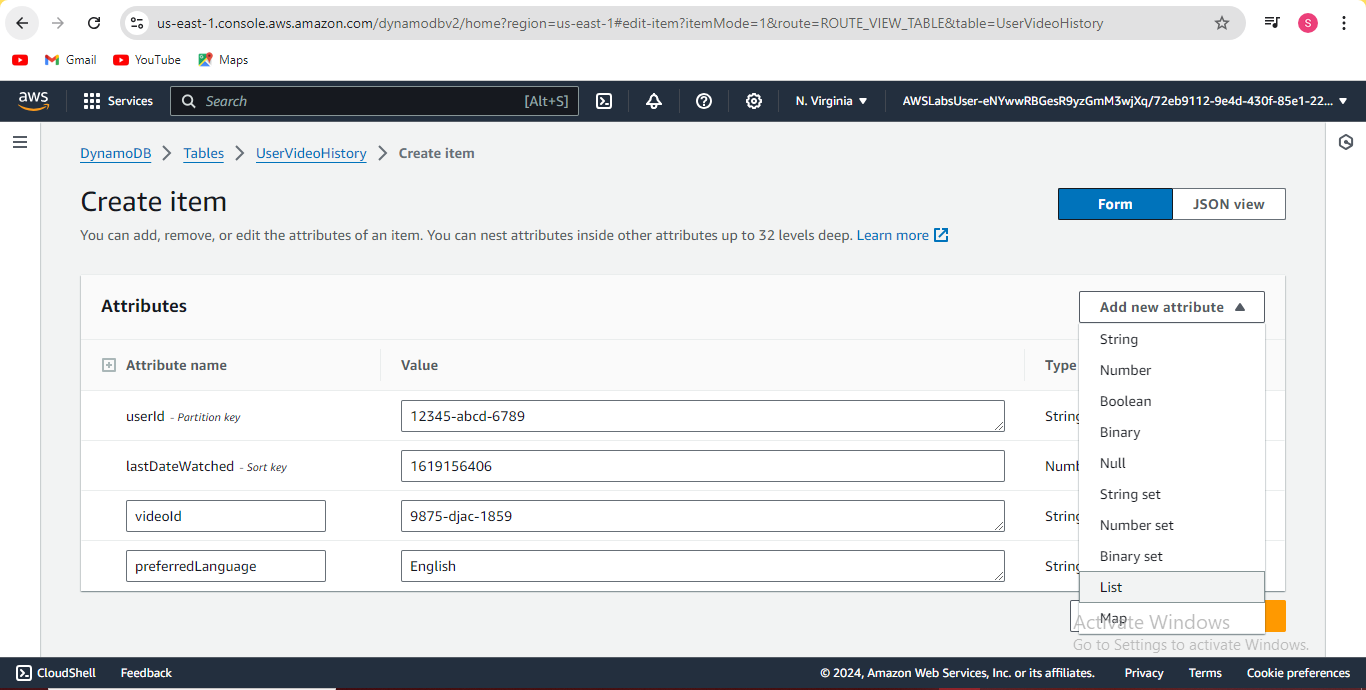 us-east-1.console.aws.amazon.com/dynamodbv2/home?region=us-east-1#edit-item?itemMode=1&route=ROUTE_VIEW_TABLE&table=UserVideoHistory
S
Gmail YouTube Maps
aws Services Search [Alt+S] N. Virginia AWSLabsUser-eNYwwRBGesR9yzGmM3wjXq/72eb9112-9e4d-430f-85e1-22...
DynamoDB Tables UserVideoHistory Create item
Create item
Form JSON view
You can add, remove, or edit the attributes of an item. You can nest attributes inside other attributes up to 32 levels deep. Learn more
Attributes
Add new attribute
Attribute name Value Type
userId - Partition key 12345-abcd-6789 String
lastDateWatched - Sort key 1619156406 Numb
videoId 9875-djac-1859 String
preferredLanguage English String
String
Number
Boolean
Binary
Null
String set
Number set
Binary set
List
Map
Activate Windows
Go to Settings to activate Windows.
CloudShell Feedback © 2024, Amazon Web Services, Inc. or its affiliates. Privacy Terms Cookie preferences